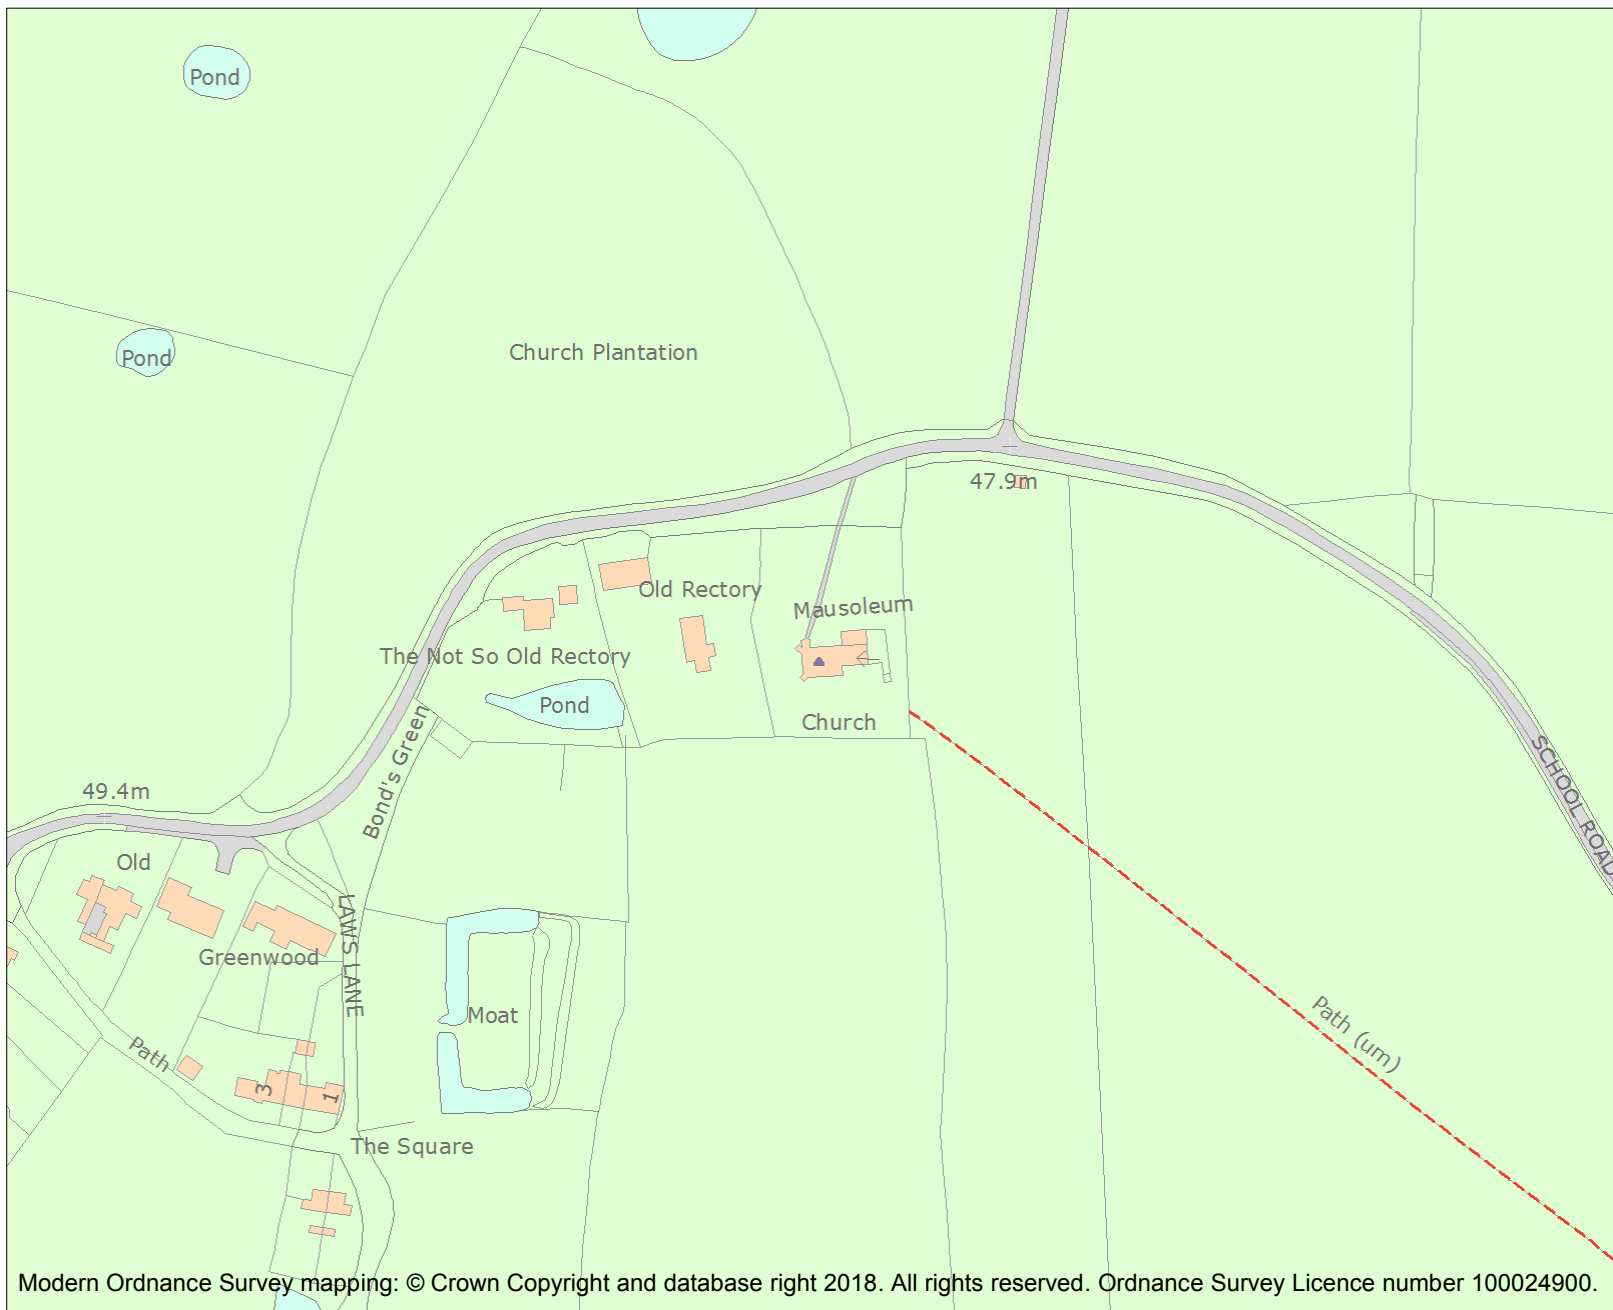 Pond
Pond
Church Plantation
47.9m
Old Rectory
Mausoleum
The Not So Old Rectory
Pond
Church
Bond's Green
SCHOOL ROAD
49.4m
Old
LAWS LANE
Greenwood
Moat
Path (um)
Path
3
1
The Square
Modern Ordnance Survey mapping: © Crown Copyright and database right 2018. All rights reserved. Ordnance Survey Licence number 100024900.